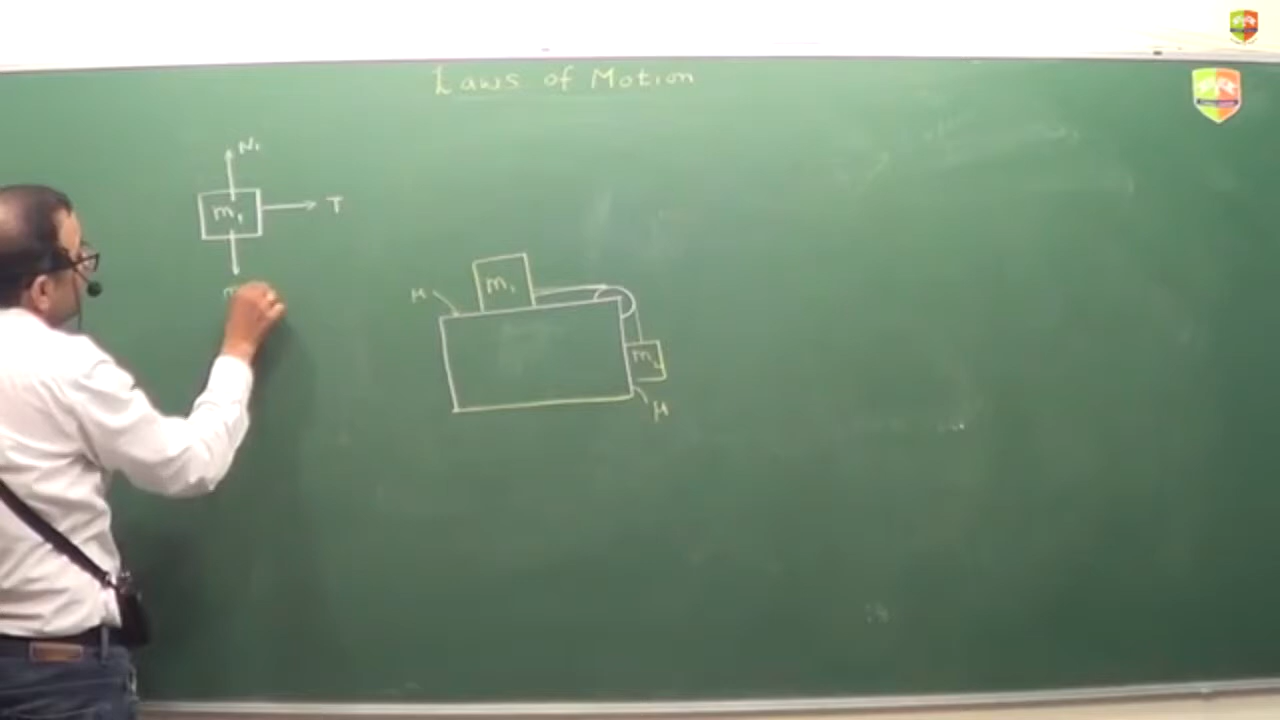 Laws of Motion
N₁
m₁
T
m
m₁
μ
m₂
μ